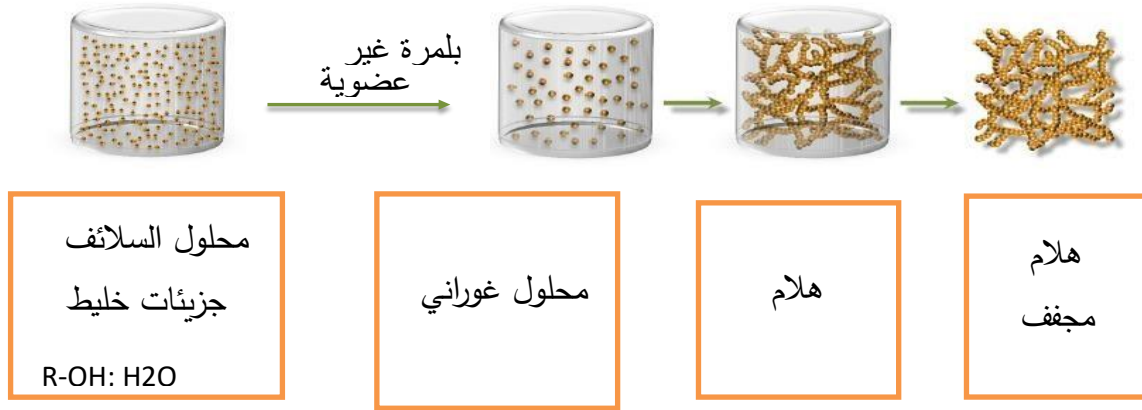 بلمرة غير
عضوية
محلول السلائف
جزيئات خليط
R-OH: H2O
محلول غوراني
هلام
هلام
مجفف